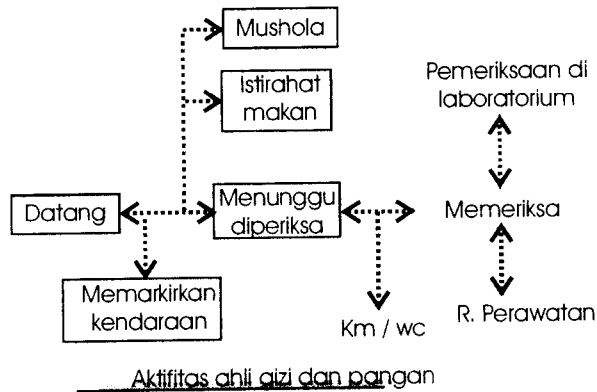 Mushola
Istirahat
makan
Pemeriksaan di
laboratorium
Datang
Menunggu
diperiksa
Memeriksa
Memarkirkan
kendaraan
Km / wc
R. Perawatan
Aktifitas ahli gizi dan pangan